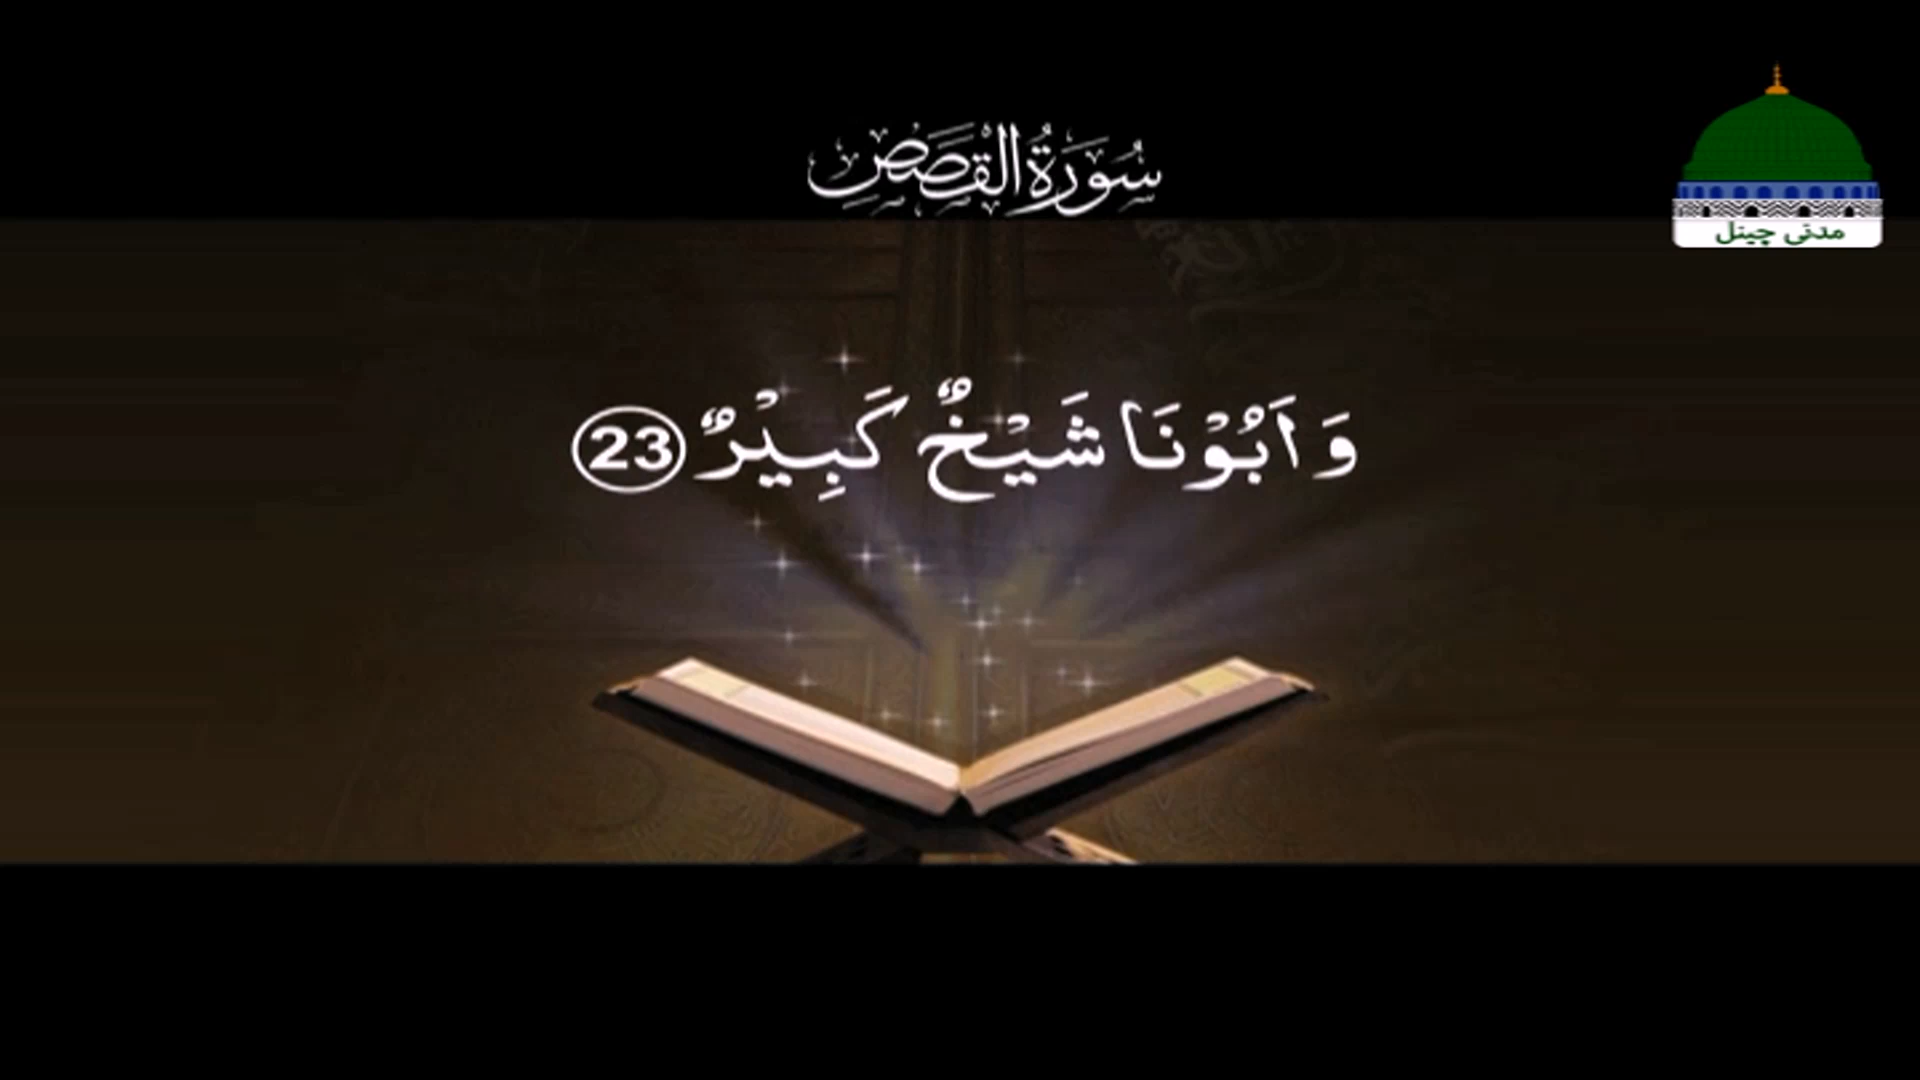 سُوْرَۃُ الْقَصَصِ
مدنی چینل
وَ اَبُوْنَا شَیْخٌ كَبِیْرٌ 23